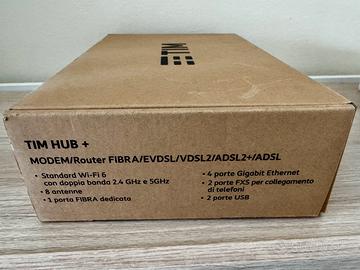 TIM
TIM HUB +
MODEM/Router FIBRA/EVDSL/VDSL2/ADSL2+/ADSL
• Standard Wi-Fi 6
con doppia banda 2.4 GHz e 5GHz
• 8 antenne
• 1 porta FIBRA dedicata
• 4 porte Gigabit Ethernet
• 2 porte FXS per collegamento
di telefoni
• 2 porte USB